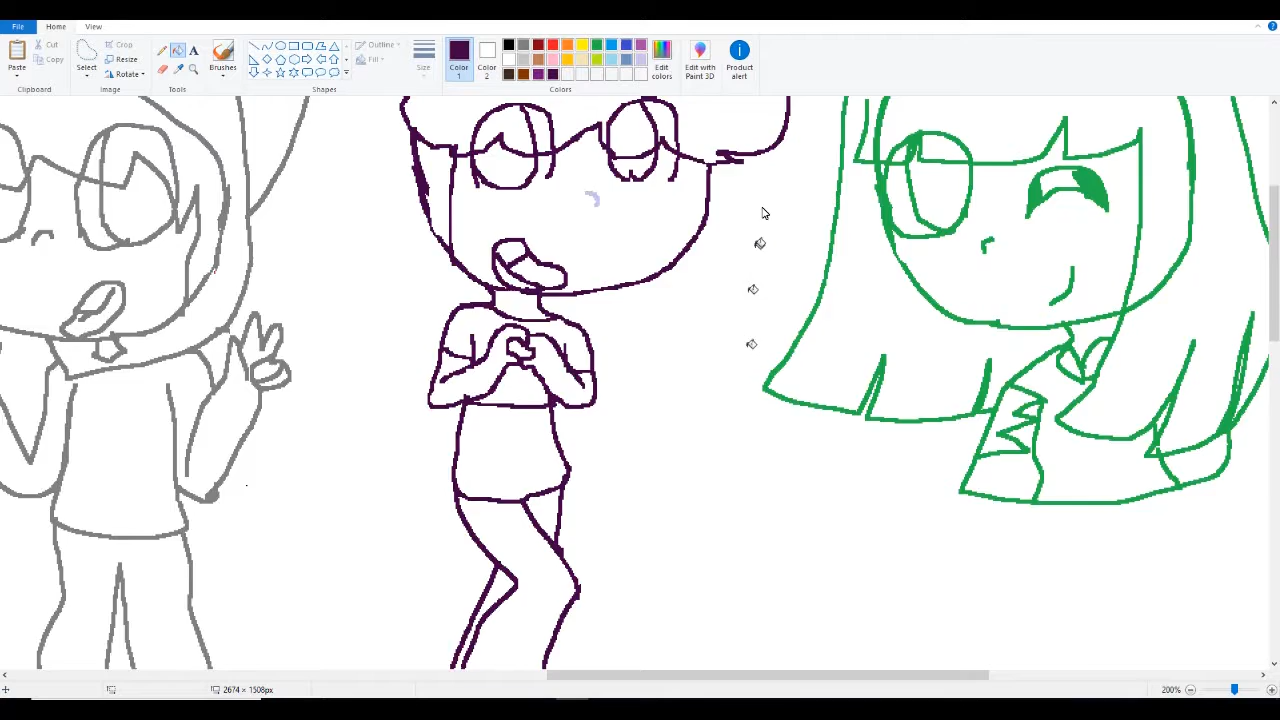 File Home View
Paste Cut Copy
Clipboard
Select Crop Resize Rotate
Image
A
Tools
Brushes
Outline Fill
Shapes
Size
Color 1
Color 2
Edit colors
Colors
Edit with Paint 3D
Product alert
2674 × 1508px
200%